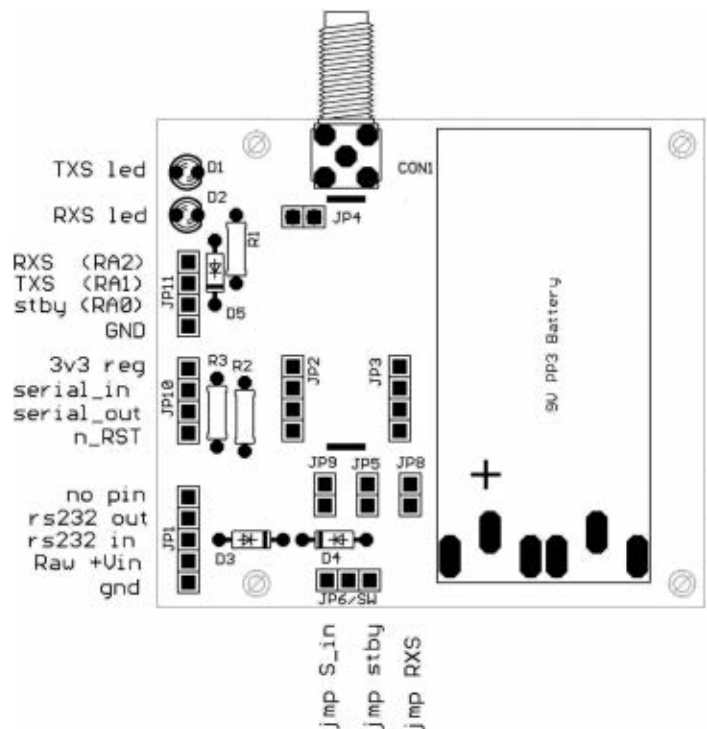 TXS led
D1
CON1
D2
RXS led
JP4
R1
RXS (RA2)
TXS (RA1)
stby (RA0)
GND
JP11
D5
9V PP3 Battery
3v3 reg
serial_in
serial_out
n_RST
JP10
R3
R2
JP2
JP3
JP9
JP5
JP8
+
no pin
rs232 out
rs232 in
Raw +Vin
gnd
JP1
D3
D4
JP6/SW
jmp S_in
jmp stby
jmp RXS